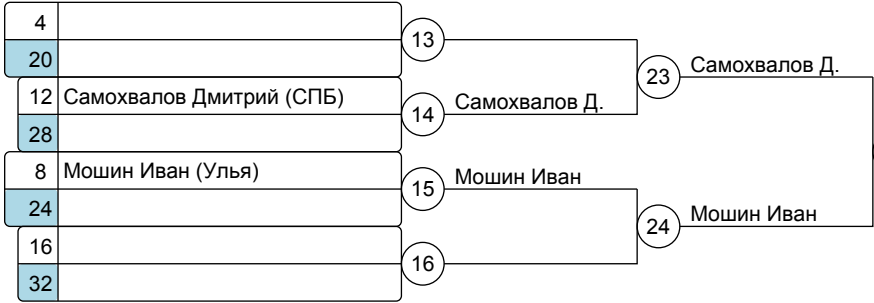 4
13
20
23 Самохвалов Д.
12 Самохвалов Дмитрий (СПБ)
14 Самохвалов Д.
28
8 Мошин Иван (Улья)
15 Мошин Иван
24
24 Мошин Иван
16
16
32